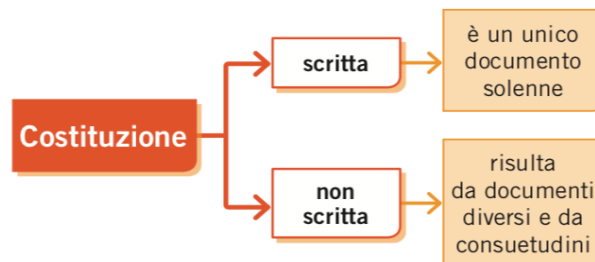 Costituzione
scritta
è un unico
documento
solenne
non
scritta
risulta
da documenti
diversi e da
consuetudini